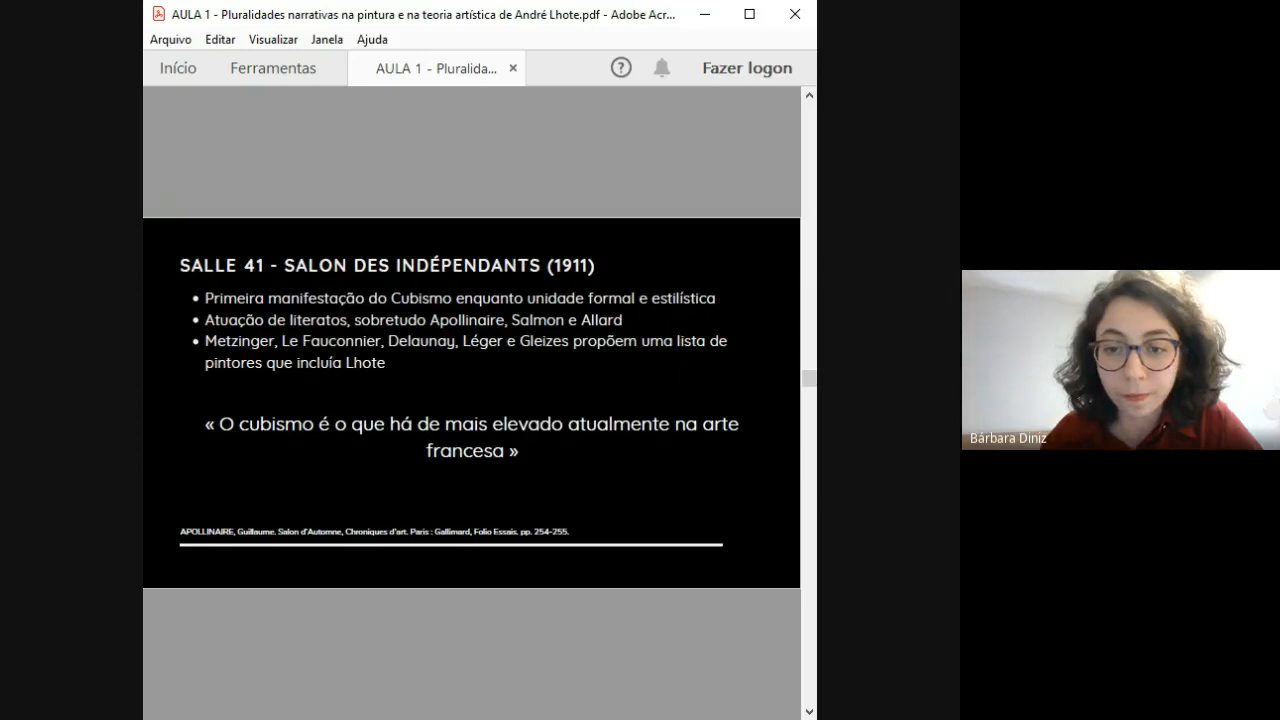 AULA 1 - Pluralidades narrativas na pintura e na teoria artística de André Lhote.pdf - Adobe Acr...
Arquivo Editar Visualizar Janela Ajuda
Início Ferramentas AULA 1 - Pluralida... × ? Fazer logon
SALLE 41 - SALON DES INDÉPENDANTS (1911)
• Primeira manifestação do Cubismo enquanto unidade formal e estilística
• Atuação de literatos, sobretudo Apollinaire, Salmon e Allard
• Metzinger, Le Fauconnier, Delaunay, Léger e Gleizes propõem uma lista de
pintores que incluía Lhote
« O cubismo é o que há de mais elevado atualmente na arte
francesa »
APOLLINAIRE, Guillaume. Salon d'Automne, Chroniques d'art. Paris : Gallimard, Folio Essais. pp. 254-255.
Bárbara Diniz